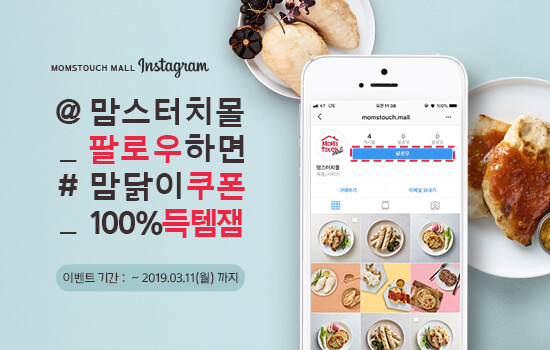 MOMSTOUCH MALL Instagram
@ 맘스터치몰
_ 팔로우하면
# 맘닭이쿠폰
_ 100%득템잼
이벤트 기간 : ~ 2019.03.11(월) 까지
KT LTE 오전 11:38 100%
momstouch.mall
MOM'S TOUCH Mall
4 0 0
게시물 팔로워 팔로잉
팔로우
맘스터치몰
제품/서비스
구매하기 이메일 보내기